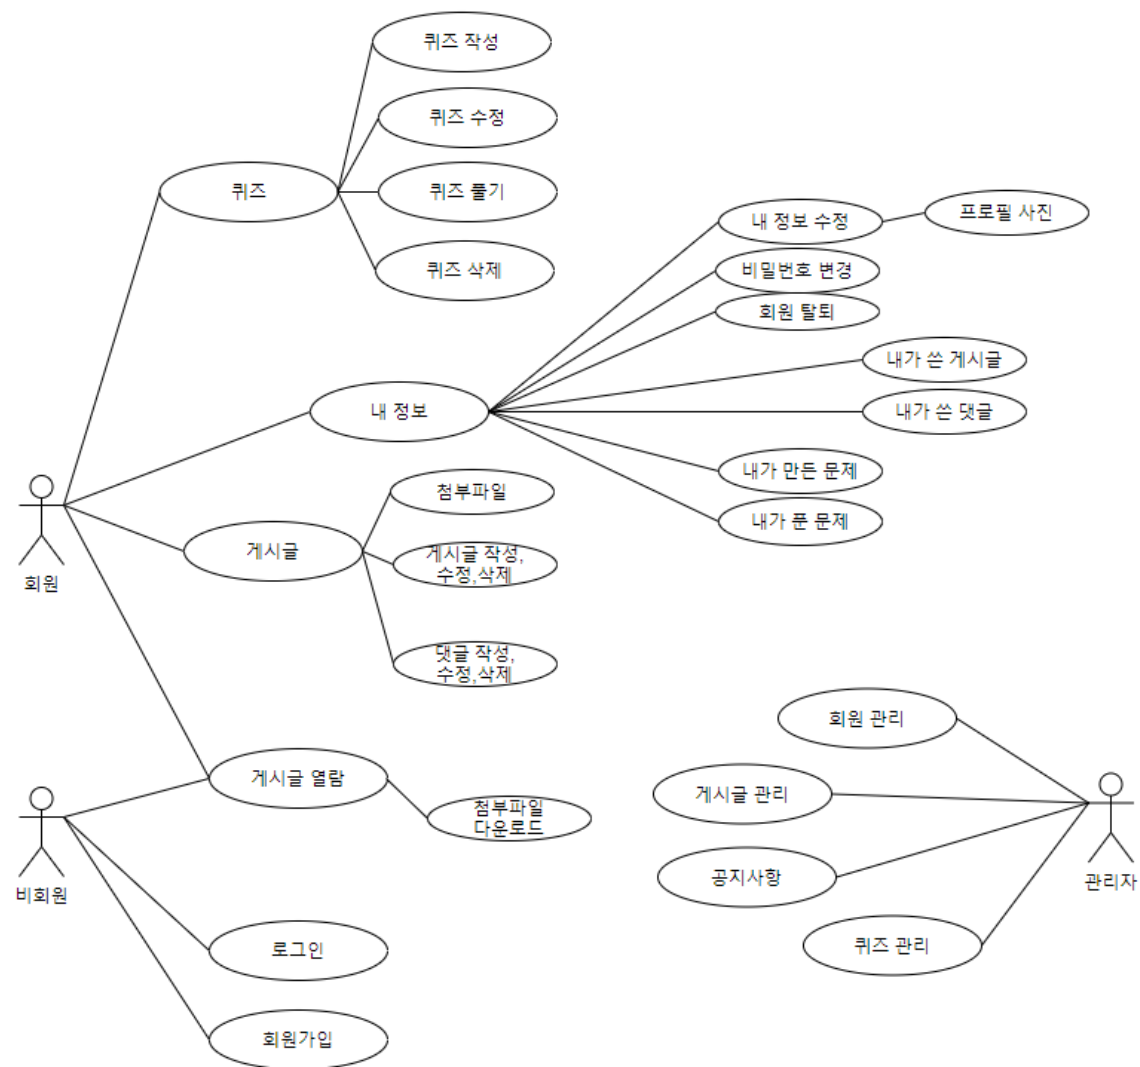 퀴즈 작성
퀴즈 수정
퀴즈
퀴즈 풀기
퀴즈 삭제
내 정보 수정
프로필 사진
비밀번호 변경
회원 탈퇴
내가 쓴 게시글
내 정보
내가 쓴 댓글
내가 만든 문제
내가 푼 문제
첨부파일
게시글
게시글 작성,
수정,삭제
회원
댓글 작성,
수정,삭제
회원 관리
게시글 열람
게시글 관리
첨부파일
다운로드
비회원
공지사항
관리자
로그인
퀴즈 관리
회원가입